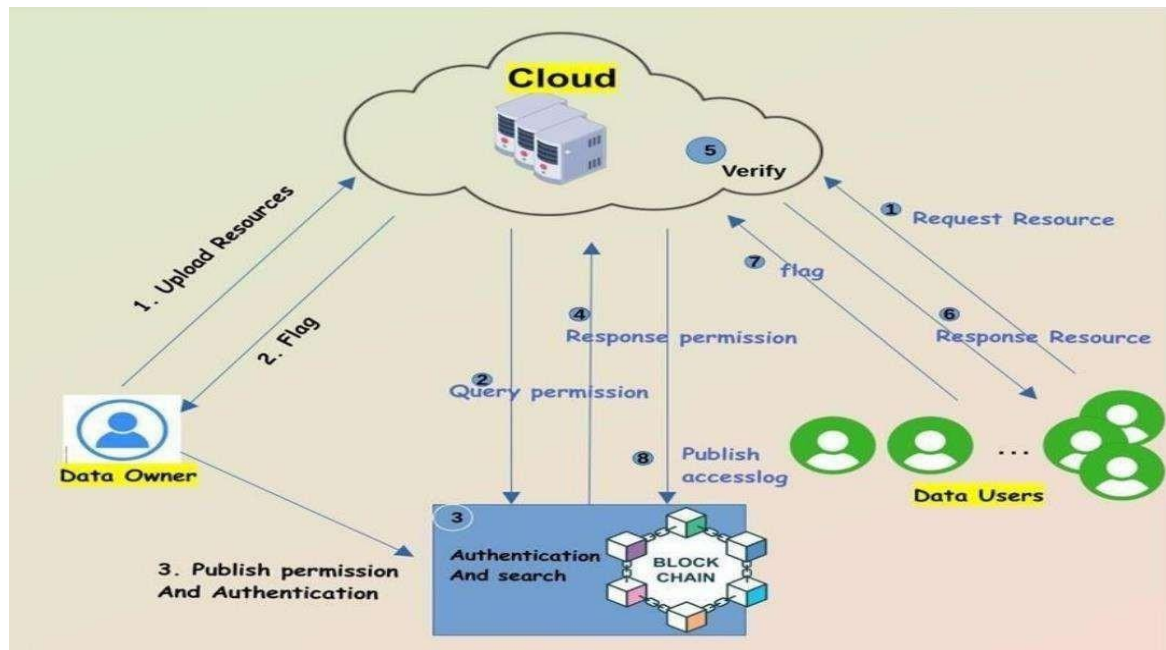 Cloud
5
Verify
1. Upload Resources
2. Flag
1
Request Resource
7
flag
4
Response permission
6
Response Resource
2
Query permission
8
Publish
accesslog
Data Owner
...
Data Users
3
Authentication
And search
BLOCK
CHAIN
3. Publish permission
And Authentication